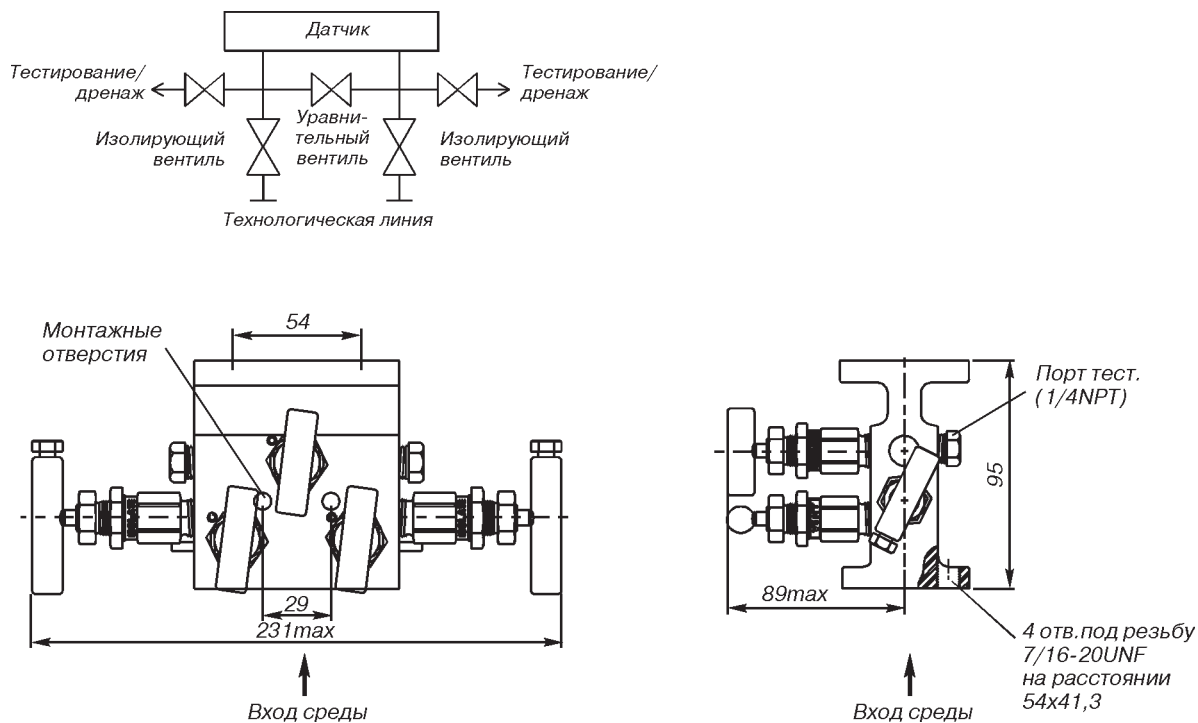 Датчик
Тестирование/
дренаж
Тестирование/
дренаж
Изолирующий
вентиль
Уравни-
тельный
вентиль
Изолирующий
вентиль
Технологическая линия
Монтажные
отверстия
54
29
231max
Вход среды
Порт тест.
(1/4NPT)
95
89max
4 отв.под резьбу
7/16-20UNF
на расстоянии
54х41,3
Вход среды